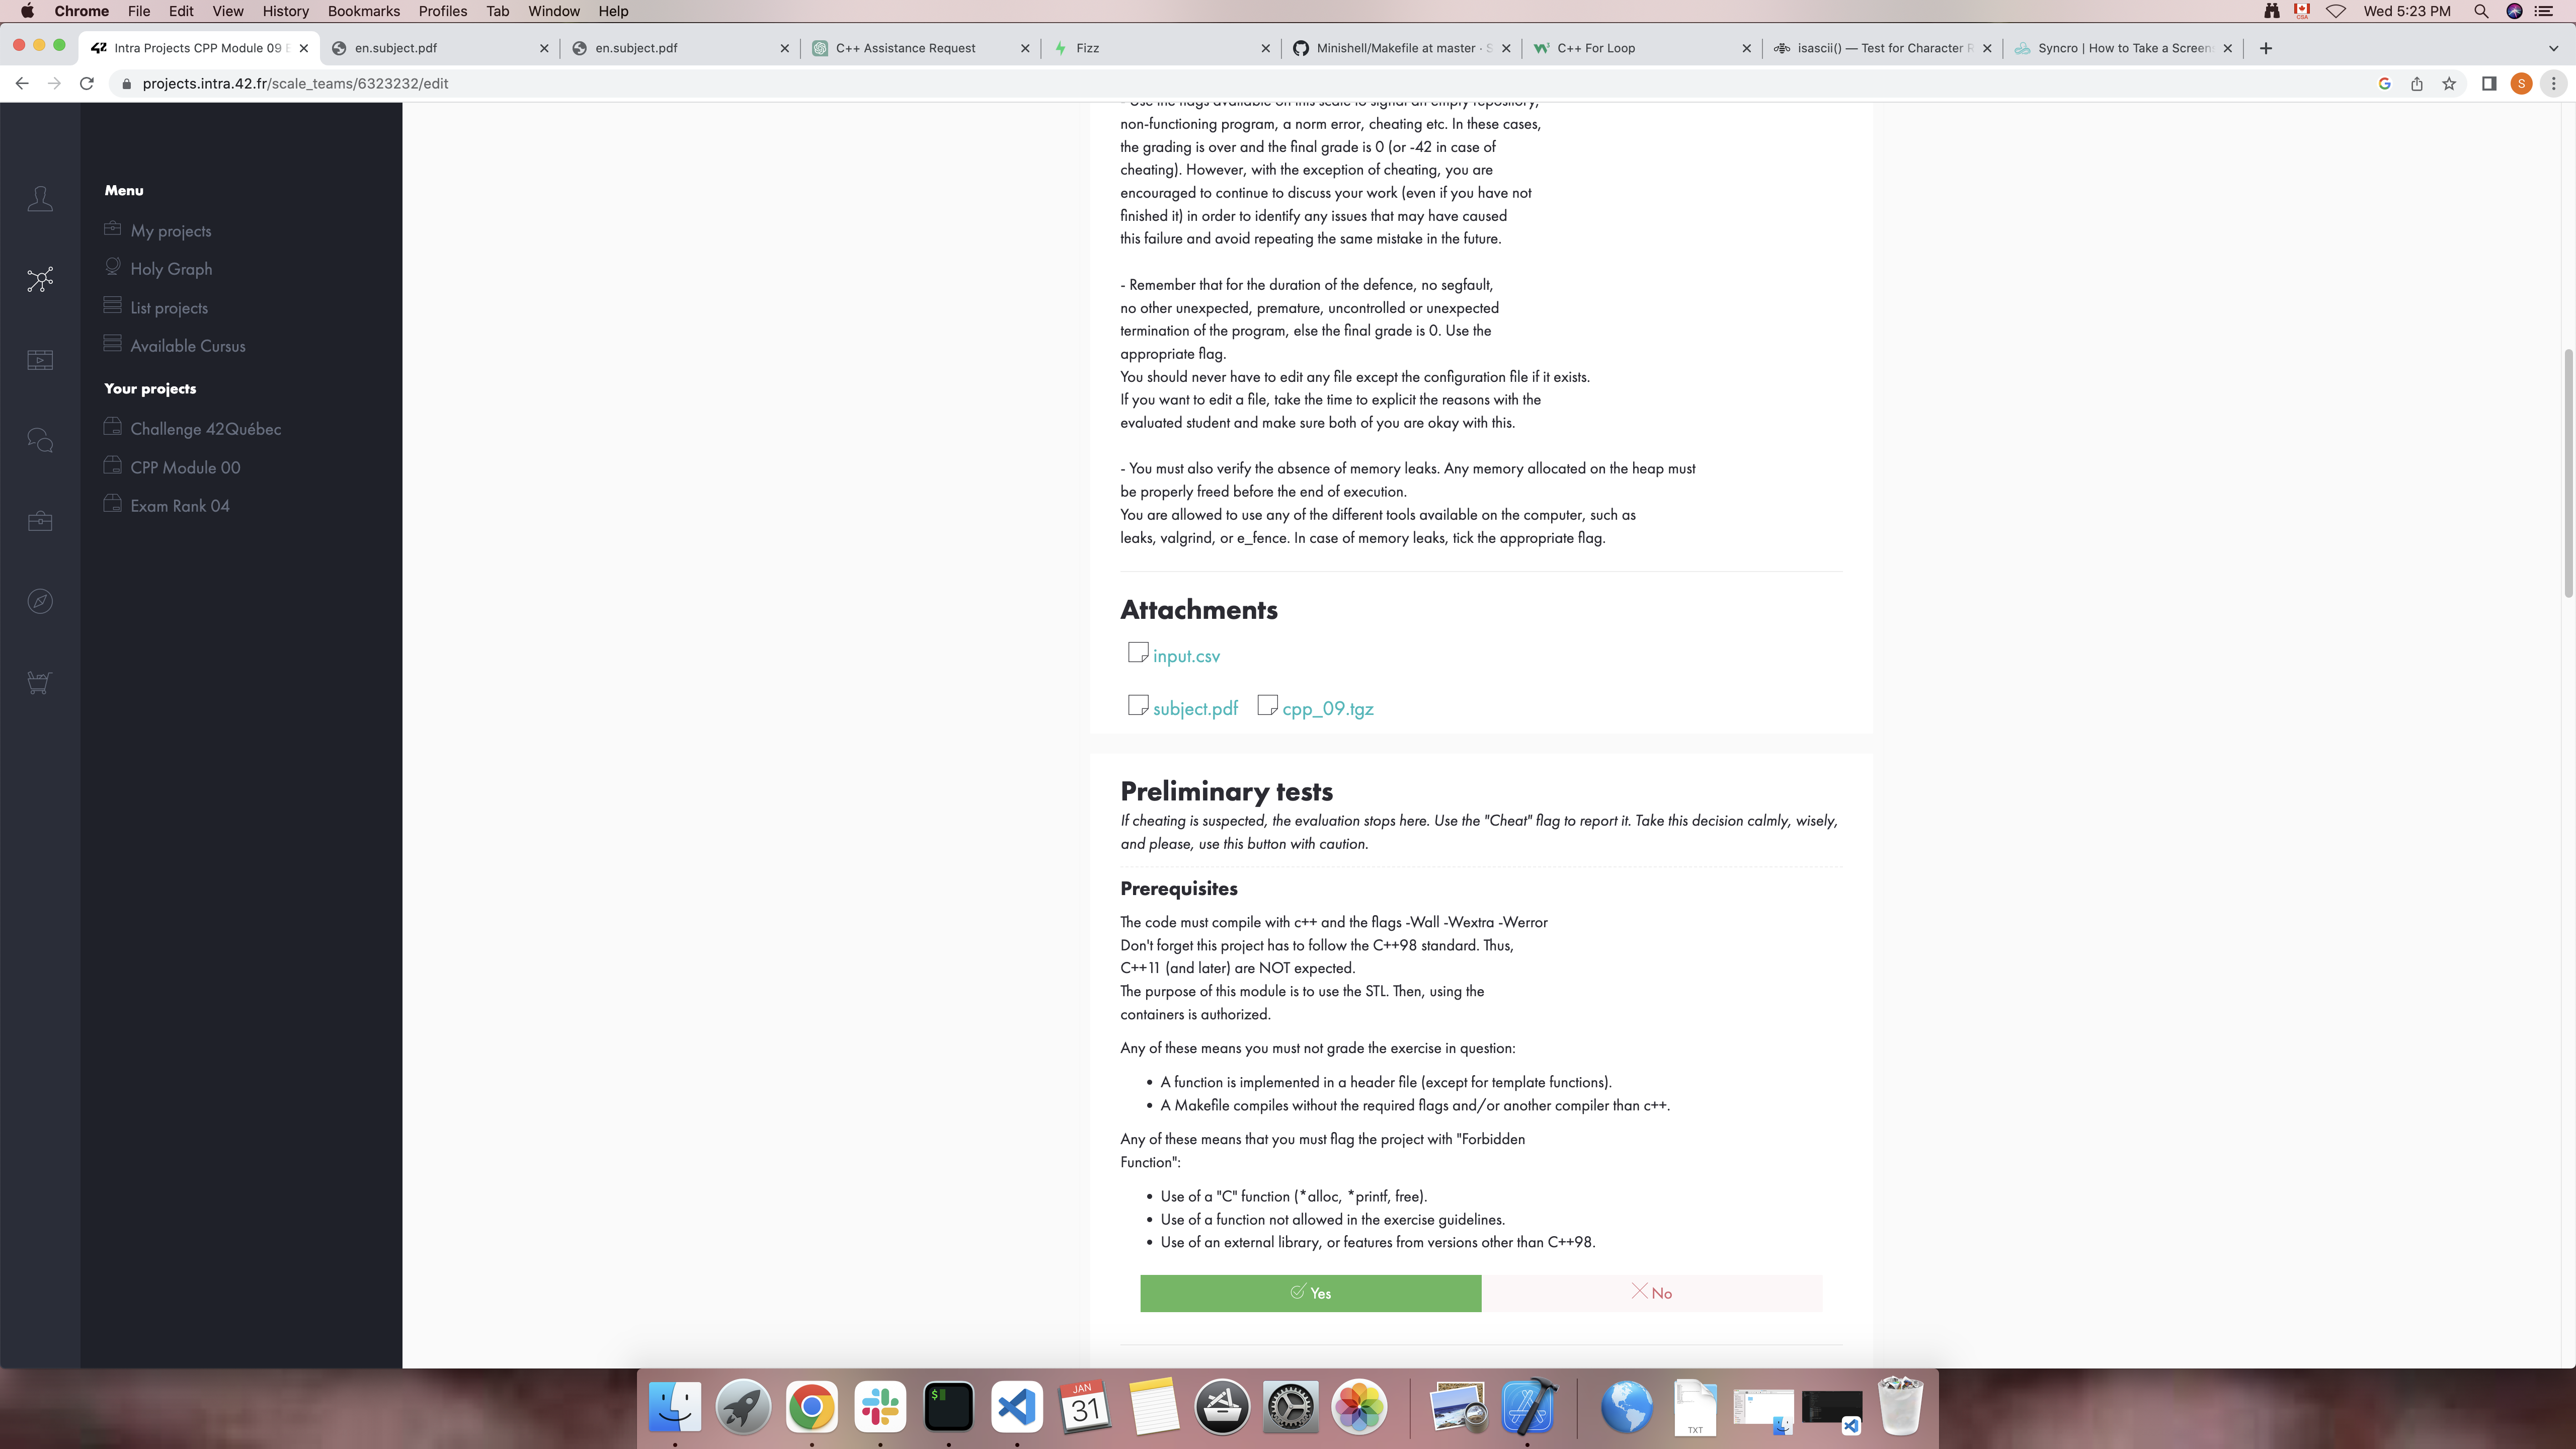 Chrome File Edit View History Bookmarks Profiles Tab Window Help
CSA
Wed 5:23 PM
42 Intra Projects CPP Module 09 E
en.subject.pdf
en.subject.pdf
C++ Assistance Request
Fizz
Minishell/Makefile at master · S
C++ For Loop
isascii() — Test for Character R
Syncro | How to Take a Screen
projects.intra.42.fr/scale_teams/6323232/edit
S
Menu
My projects
Holy Graph
List projects
Available Cursus
Your projects
Challenge 42Québec
CPP Module 00
Exam Rank 04
- Use the flags available on this scale to signal an empty repository,
non-functioning program, a norm error, cheating etc. In these cases,
the grading is over and the final grade is 0 (or -42 in case of
cheating). However, with the exception of cheating, you are
encouraged to continue to discuss your work (even if you have not
finished it) in order to identify any issues that may have caused
this failure and avoid repeating the same mistake in the future.
- Remember that for the duration of the defence, no segfault,
no other unexpected, premature, uncontrolled or unexpected
termination of the program, else the final grade is 0. Use the
appropriate flag.
You should never have to edit any file except the configuration file if it exists.
If you want to edit a file, take the time to explicit the reasons with the
evaluated student and make sure both of you are okay with this.
- You must also verify the absence of memory leaks. Any memory allocated on the heap must
be properly freed before the end of execution.
You are allowed to use any of the different tools available on the computer, such as
leaks, valgrind, or e_fence. In case of memory leaks, tick the appropriate flag.
Attachments
input.csv
subject.pdf cpp_09.tgz
Preliminary tests
If cheating is suspected, the evaluation stops here. Use the "Cheat" flag to report it. Take this decision calmly, wisely,
and please, use this button with caution.
Prerequisites
The code must compile with c++ and the flags -Wall -Wextra -Werror
Don't forget this project has to follow the C++98 standard. Thus,
C++11 (and later) are NOT expected.
The purpose of this module is to use the STL. Then, using the
containers is authorized.
Any of these means you must not grade the exercise in question:
• A function is implemented in a header file (except for template functions).
• A Makefile compiles without the required flags and/or another compiler than c++.
Any of these means that you must flag the project with "Forbidden
Function":
• Use of a "C" function (*alloc, *printf, free).
• Use of a function not allowed in the exercise guidelines.
• Use of an external library, or features from versions other than C++98.
Yes
No
$
JAN
31
TXT